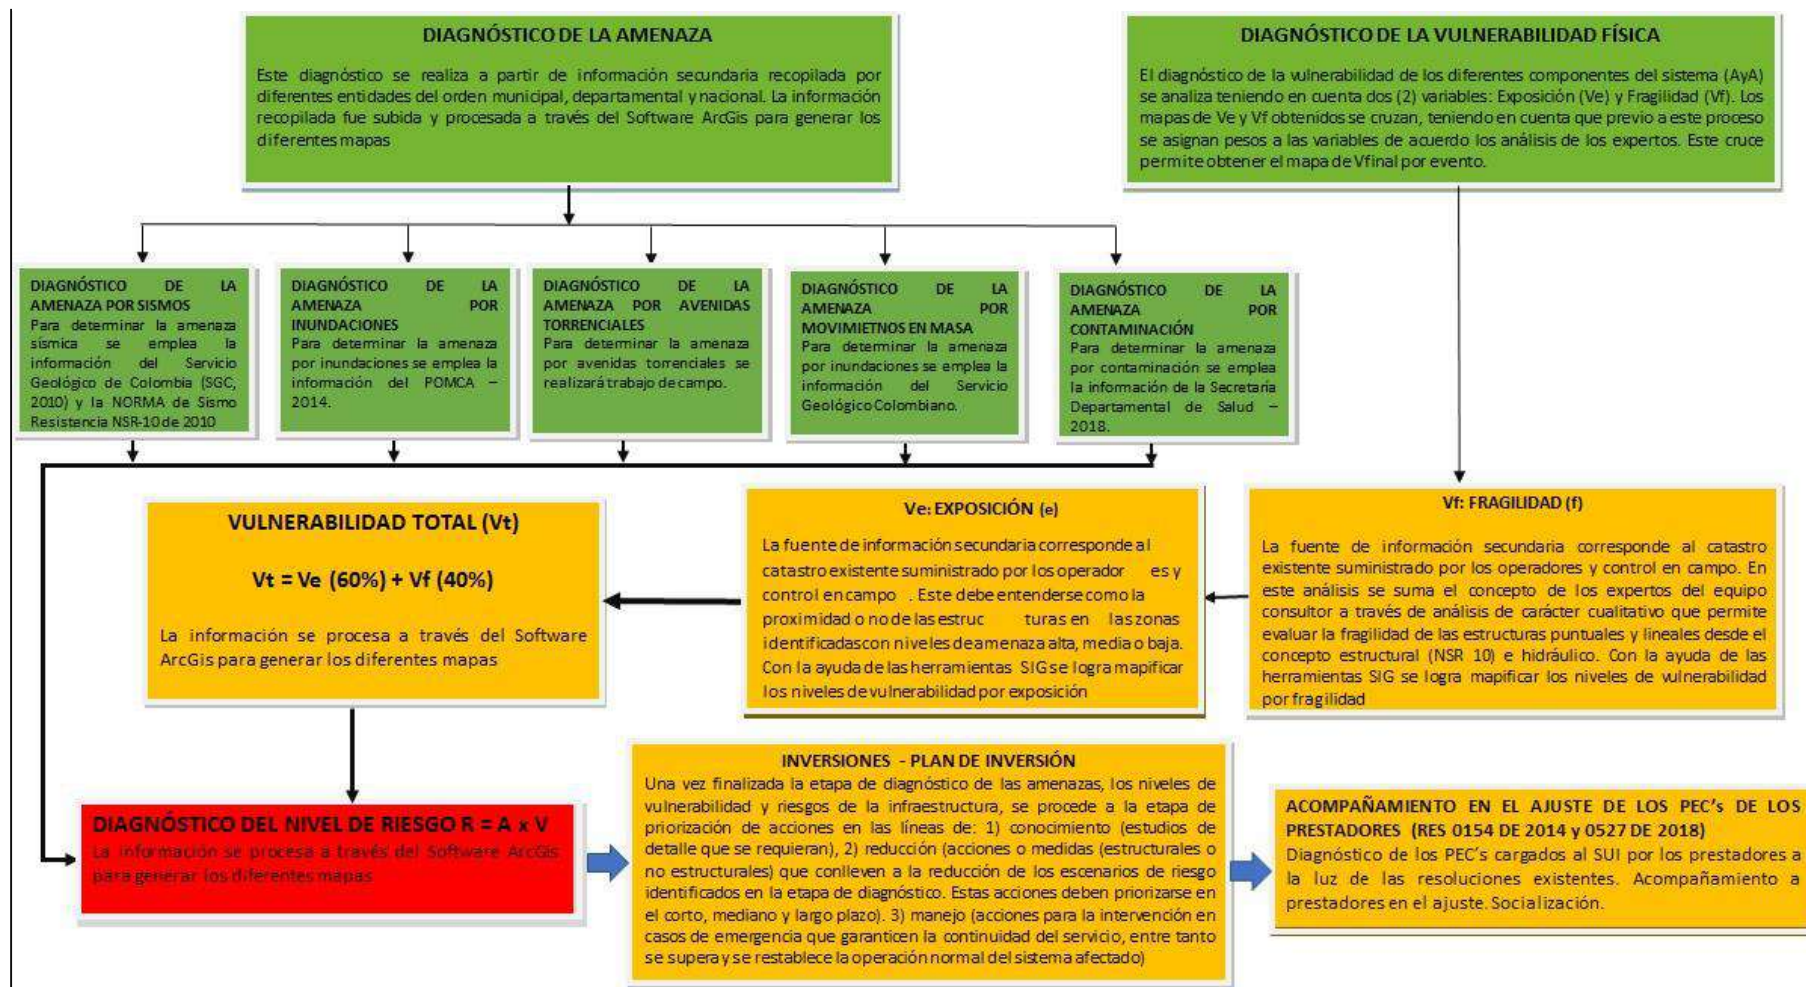 DIAGNÓSTICO DE LA AMENAZA
Este diagnóstico se realiza a partir de información secundaria recopilada por
diferentes entidades del orden municipal, departamental y nacional. La información
recopilada fue subida y procesada a través del Software ArcGis para generar los
diferentes mapas
DIAGNÓSTICO DE LA VULNERABILIDAD FÍSICA
El diagnóstico de la vulnerabilidad de los diferentes componentes del sistema (AyA)
se analiza teniendo en cuenta dos (2) variables: Exposición (Ve) y Fragilidad (Vf). Los
mapas de Ve y Vf obtenidos se cruzan, teniendo en cuenta que previo a este proceso
se asignan pesos a las variables de acuerdo los análisis de los expertos. Este cruce
permite obtener el mapa de Vfinal por evento.
DIAGNÓSTICO DE LA
AMENAZA POR SISMOS
Para determinar la amenaza
sísmica se emplea la
información del Servicio
Geológico de Colombia (SGC,
2010) y la NORMA de Sismo
Resistencia NSR-10 de 2010
DIAGNÓSTICO DE LA
AMENAZA POR
INUNDACIONES
Para determinar la amenaza
por inundaciones se emplea la
información del POMCA –
2014.
DIAGNÓSTICO DE LA
AMENAZA POR AVENIDAS
TORRENCIALES
Para determinar la amenaza
por avenidas torrenciales se
realizará trabajo de campo.
DIAGNÓSTICO DE LA
AMENAZA POR
MOVIMIETNOS EN MASA
Para determinar la amenaza
por inundaciones se emplea la
información del Servicio
Geológico Colombiano.
DIAGNÓSTICO DE LA
AMENAZA POR
CONTAMINACIÓN
Para determinar la amenaza
por contaminación se emplea
la información de la Secretaría
Departamental de Salud –
2018.
VULNERABILIDAD TOTAL (Vt)
Vt = Ve (60%) + Vf (40%)
La información se procesa a través del Software
ArcGis para generar los diferentes mapas
Ve: EXPOSICIÓN (e)
La fuente de información secundaria corresponde al
catastro existente suministrado por los operador es y
control en campo . Este debe entenderse como la
proximidad o no de las estruc turas en las zonas
identificadas con niveles de amenaza alta, media o baja.
Con la ayuda de las herramientas SIG se logra mapificar
los niveles de vulnerabilidad por exposición
Vf: FRAGILIDAD (f)
La fuente de información secundaria corresponde al catastro
existente suministrado por los operadores y control en campo. En
este análisis se suma el concepto de los expertos del equipo
consultor a través de análisis de carácter cualitativo que permite
evaluar la fragilidad de las estructuras puntuales y lineales desde el
concepto estructural (NSR 10) e hidráulico. Con la ayuda de las
herramientas SIG se logra mapificar los niveles de vulnerabilidad
por fragilidad
DIAGNÓSTICO DEL NIVEL DE RIESGO R = A x V
La información se procesa a través del Software ArcGis
para generar los diferentes mapas
INVERSIONES - PLAN DE INVERSIÓN
Una vez finalizada la etapa de diagnóstico de las amenazas, los niveles de
vulnerabilidad y riesgos de la infraestructura, se procede a la etapa de
priorización de acciones en las líneas de: 1) conocimiento (estudios de
detalle que se requieran), 2) reducción (acciones o medidas (estructurales o
no estructurales) que conlleven a la reducción de los escenarios de riesgo
identificados en la etapa de diagnóstico. Estas acciones deben priorizarse en
el corto, mediano y largo plazo). 3) manejo (acciones para la intervención en
casos de emergencia que garanticen la continuidad del servicio, entre tanto
se supera y se restablece la operación normal del sistema afectado)
ACOMPAÑAMIENTO EN EL AJUSTE DE LOS PEC's DE LOS
PRESTADORES (RES 0154 DE 2014 y 0527 DE 2018)
Diagnóstico de los PEC's cargados al SUI por los prestadores a
la luz de las resoluciones existentes. Acompañamiento a
prestadores en el ajuste. Socialización.